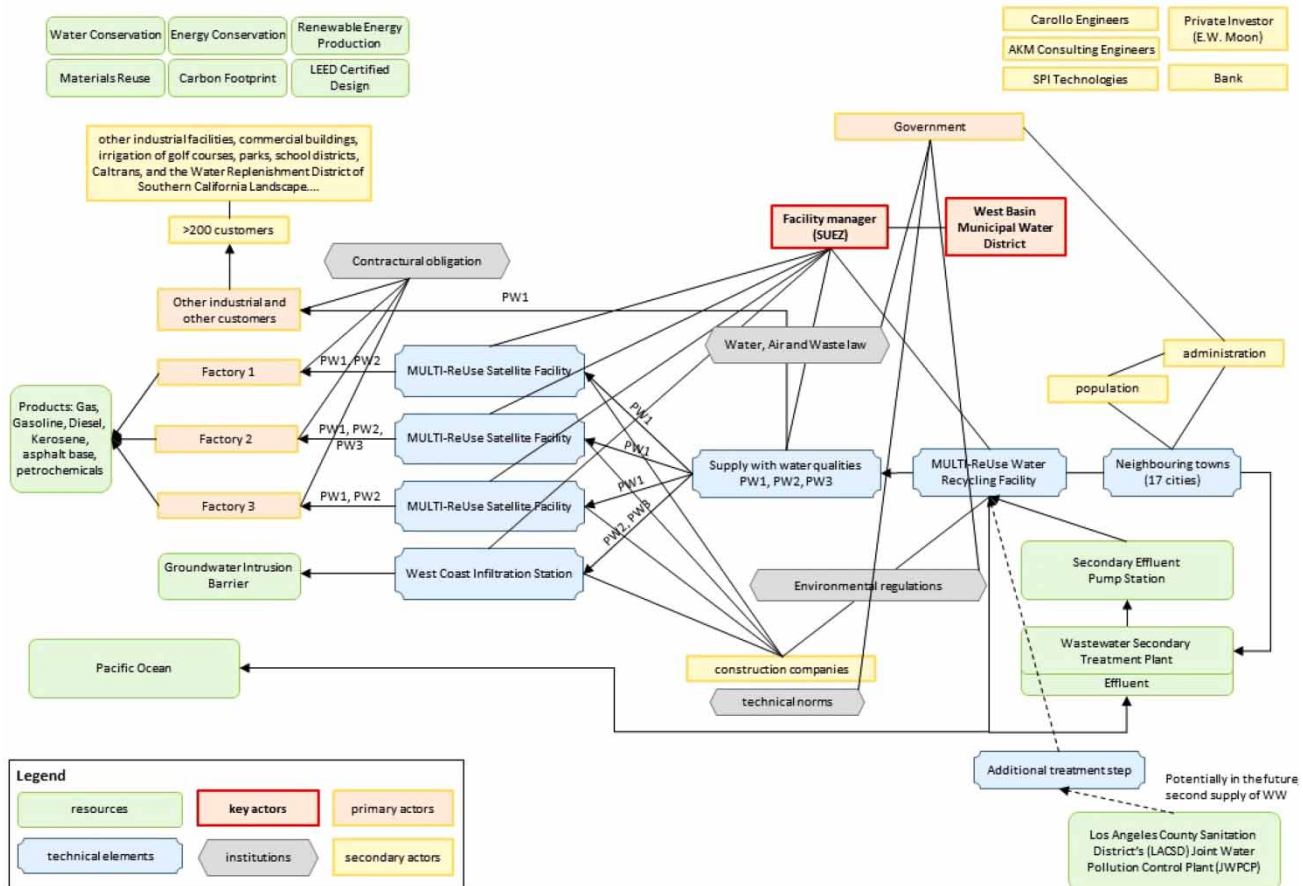 Water Conservation
Energy Conservation
Renewable Energy
Production
Materials Reuse
Carbon Footprint
LEED Certified
Design
Carollo Engineers
Private Investor
(E.W. Moon)
AKM Consulting Engineers
SPI Technologies
Bank
other industrial facilities, commercial buildings,
irrigation of golf courses, parks, school districts,
Caltrans, and the Water Replenishment District of
Southern California Landscape....
Government
>200 customers
Facility manager
(SUEZ)
West Basin
Municipal Water
District
Contractural obligation
Other industrial and
other customers
PW1
Water, Air and Waste law
administration
population
Factory 1
PW1, PW2
MULTI-ReUse Satellite Facility
PW1
Products: Gas,
Gasoline, Diesel,
Kerosene,
asphalt base,
petrochemicals
Factory 2
PW1, PW2,
PW3
MULTI-ReUse Satellite Facility
PW1
Supply with water qualities
PW1, PW2, PW3
MULTI-ReUse Water
Recycling Facility
Neighbouring towns
(17 cities)
Factory 3
PW1, PW2
MULTI-ReUse Satellite Facility
PW1
PW2, PW3
Groundwater Intrusion
Barrier
West Coast Infiltration Station
Environmental regulations
Secondary Effluent
Pump Station
Wastewater Secondary
Treatment Plant
Effluent
Pacific Ocean
construction companies
technical norms
Additional treatment step
Potentially in the future,
second supply of WW
Los Angeles County Sanitation
District's (LACSD) Joint Water
Pollution Control Plant (JWPCP)
Legend
resources
key actors
primary actors
technical elements
institutions
secondary actors